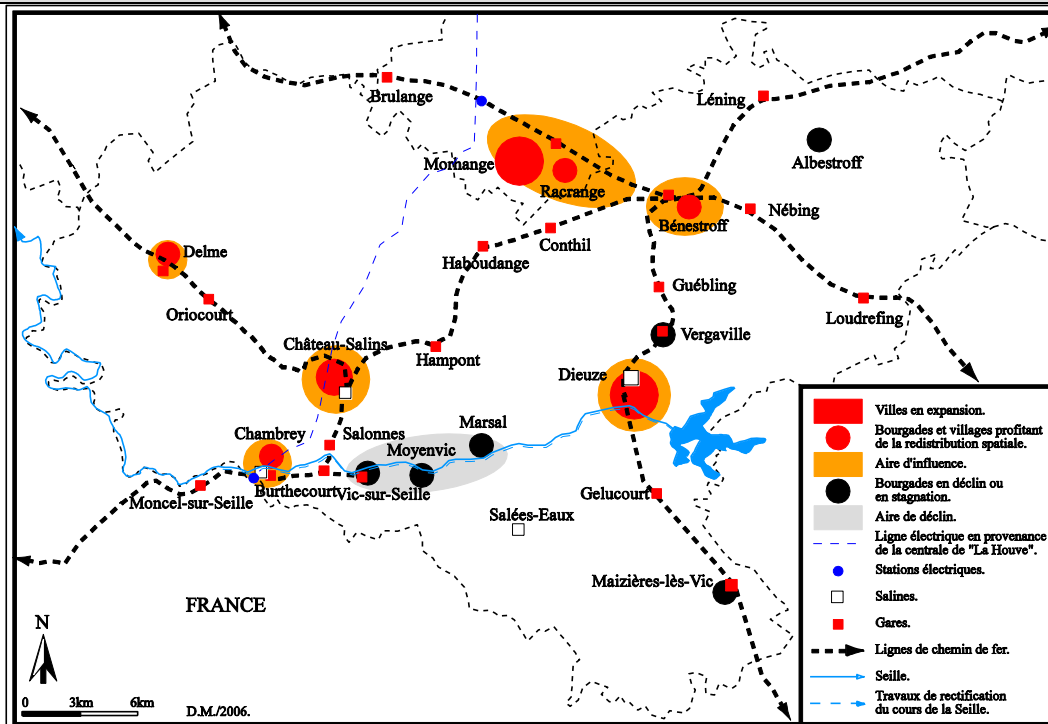 Brulange
Léning
Morhange
Racrange
Albestroff
Bénestroff
Nébing
Delme
Conthil
Haboudange
Oriocourt
Guébling
Loudrefing
Château-Salins
Hampont
Vergaville
Dieuze
Marsal
Chambrey
Salonnes
Moyenvic
Burthecourt
Vic-sur-Seille
Moncel-sur-Seille
Gelucourt
Salées-Eaux
Maizières-lès-Vic
FRANCE
N
0 3km 6km
D.M./2006.
Villes en expansion.
Bourgades et villages profitant
de la redistribution spatiale.
Aire d'influence.
Bourgades en déclin ou
en stagnation.
Aire de déclin.
Ligne électrique en provenance
de la centrale de "La Houve".
Stations électriques.
Salines.
Gares.
Lignes de chemin de fer.
Seille.
Travaux de rectification
du cours de la Seille.